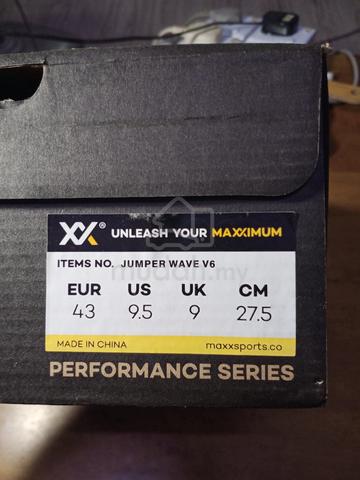 XX® UNLEASH YOUR MAXXIMUM
ITEMS NO. JUMPER WAVE V6
mudah.my
EUR US UK CM
43 9.5 9 27.5
MADE IN CHINA maxxsports.co
PERFORMANCE SERIES